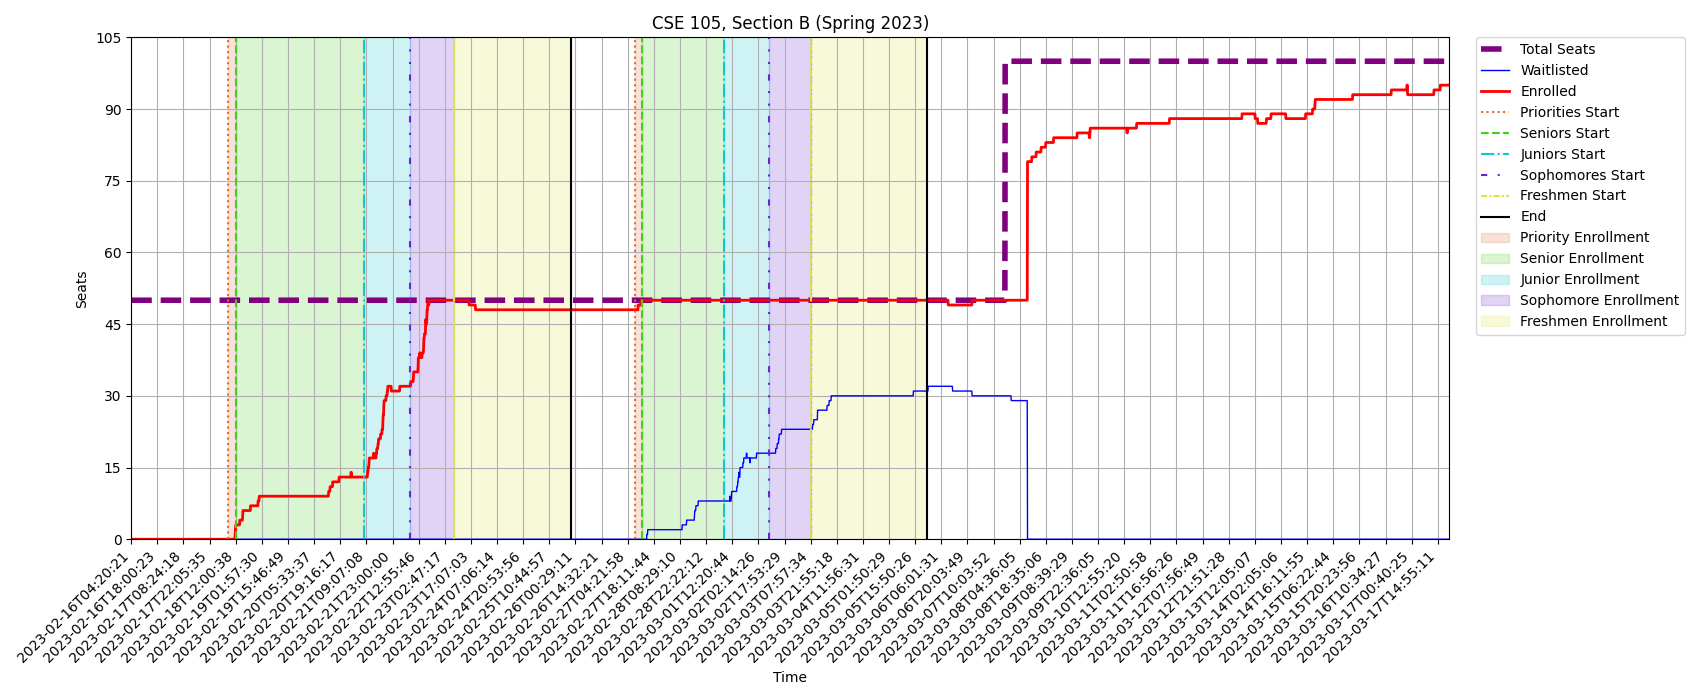 CSE 105, Section B (Spring 2023)
Seats
105
90
75
60
45
30
15
0
2023-02-16T04:20:21
2023-02-16T18:00:23
2023-02-17T08:24:18
2023-02-17T22:05:35
2023-02-18T12:00:38
2023-02-19T01:57:30
2023-02-19T15:46:49
2023-02-20T05:33:37
2023-02-20T19:16:17
2023-02-21T09:07:08
2023-02-21T23:00:00
2023-02-22T12:55:46
2023-02-23T02:47:17
2023-02-23T17:07:03
2023-02-24T07:06:14
2023-02-24T20:53:56
2023-02-25T10:44:57
2023-02-26T00:29:11
2023-02-26T14:32:21
2023-02-27T04:21:58
2023-02-27T18:11:44
2023-02-28T08:29:10
2023-02-28T22:22:12
2023-03-01T12:20:44
2023-03-02T02:14:26
2023-03-02T17:53:29
2023-03-03T07:57:34
2023-03-03T21:55:18
2023-03-04T11:56:31
2023-03-05T01:50:29
2023-03-05T15:50:26
2023-03-06T06:01:31
2023-03-06T20:03:49
2023-03-07T10:03:52
2023-03-08T04:36:05
2023-03-08T18:35:06
2023-03-09T08:39:29
2023-03-09T22:36:05
2023-03-10T12:55:20
2023-03-11T02:50:58
2023-03-11T16:56:26
2023-03-12T07:56:49
2023-03-12T21:51:28
2023-03-13T12:05:07
2023-03-14T02:05:06
2023-03-14T16:11:55
2023-03-15T06:22:44
2023-03-15T20:23:56
2023-03-16T10:34:27
2023-03-17T00:40:25
2023-03-17T14:55:11
Time
Total Seats
Waitlisted
Enrolled
Priorities Start
Seniors Start
Juniors Start
Sophomores Start
Freshmen Start
End
Priority Enrollment
Senior Enrollment
Junior Enrollment
Sophomore Enrollment
Freshmen Enrollment